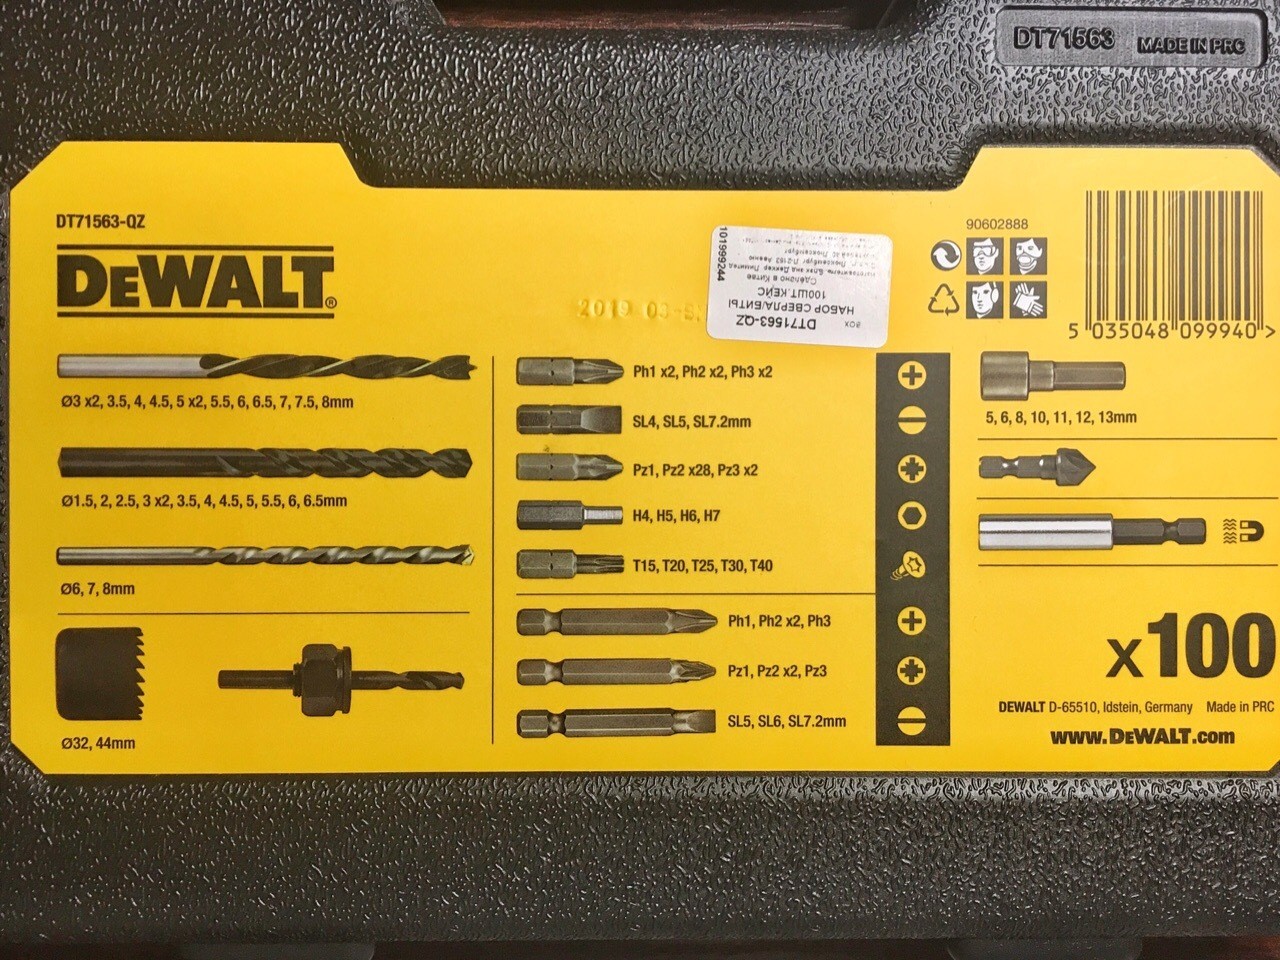 DT71563 MADE IN PRC
DT71563-QZ
DEWALT®
2019 03
101999244
DT71563-QZ
НАБОР СВЕРЛА/БИТЫ
100ШТ.КЕЙС
Сделано в Китае
90602888
5 035048 099940 >
Ø3 x2, 3.5, 4, 4.5, 5 x2, 5.5, 6, 6.5, 7, 7.5, 8mm
Ø1.5, 2, 2.5, 3 x2, 3.5, 4, 4.5, 5, 5.5, 6, 6.5mm
Ø6, 7, 8mm
Ø32, 44mm
Ph1 x2, Ph2 x2, Ph3 x2
SL4, SL5, SL7.2mm
Pz1, Pz2 x28, Pz3 x2
H4, H5, H6, H7
T15, T20, T25, T30, T40
Ph1, Ph2 x2, Ph3
Pz1, Pz2 x2, Pz3
SL5, SL6, SL7.2mm
5, 6, 8, 10, 11, 12, 13mm
x100
DEWALT D-65510, Idstein, Germany Made in PRC
www.DEWALT.com